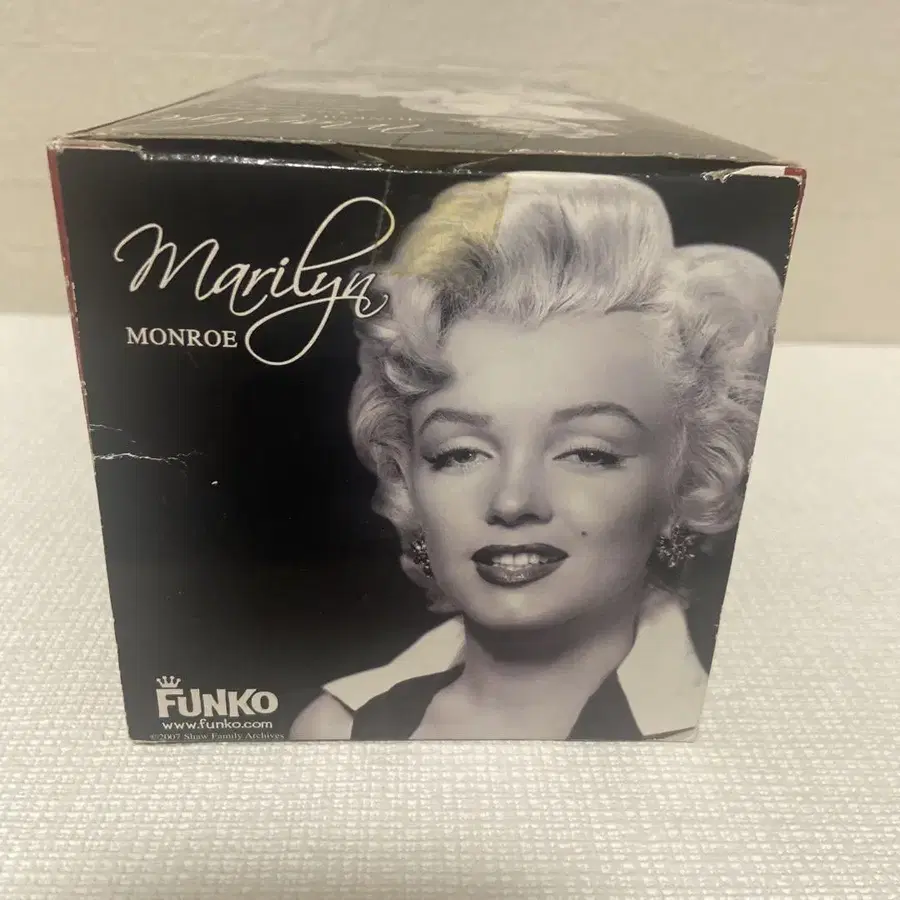 Marilyn
MONROE
FUNKO
www.funko.com
©2007 Shaw Family Archives